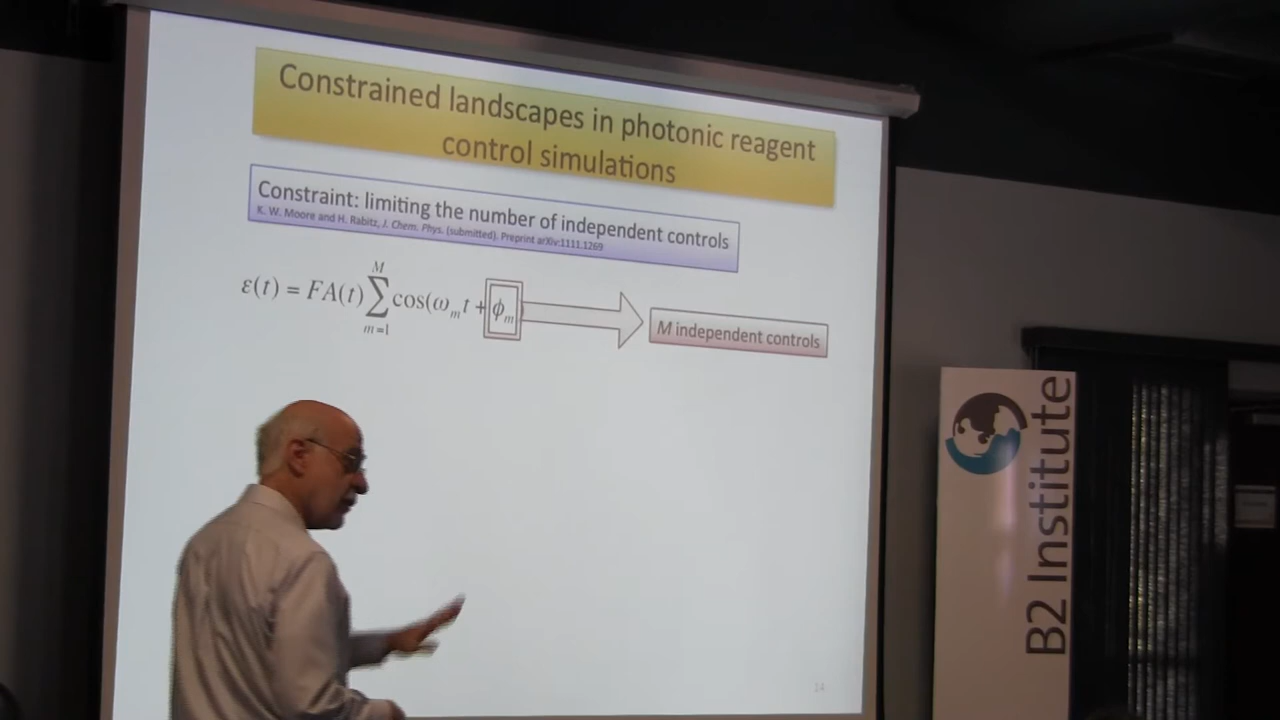 Constrained landscapes in photonic reagent
control simulations
Constraint: limiting the number of independent controls
K. W. Moore and H. Rabitz, J. Chem. Phys. (submitted). Preprint arXiv:1111.1269
ε(t) = FA(t) ∑ cos(ω_m t + φ_m
M
m=1
M independent controls
14
B2 Institute